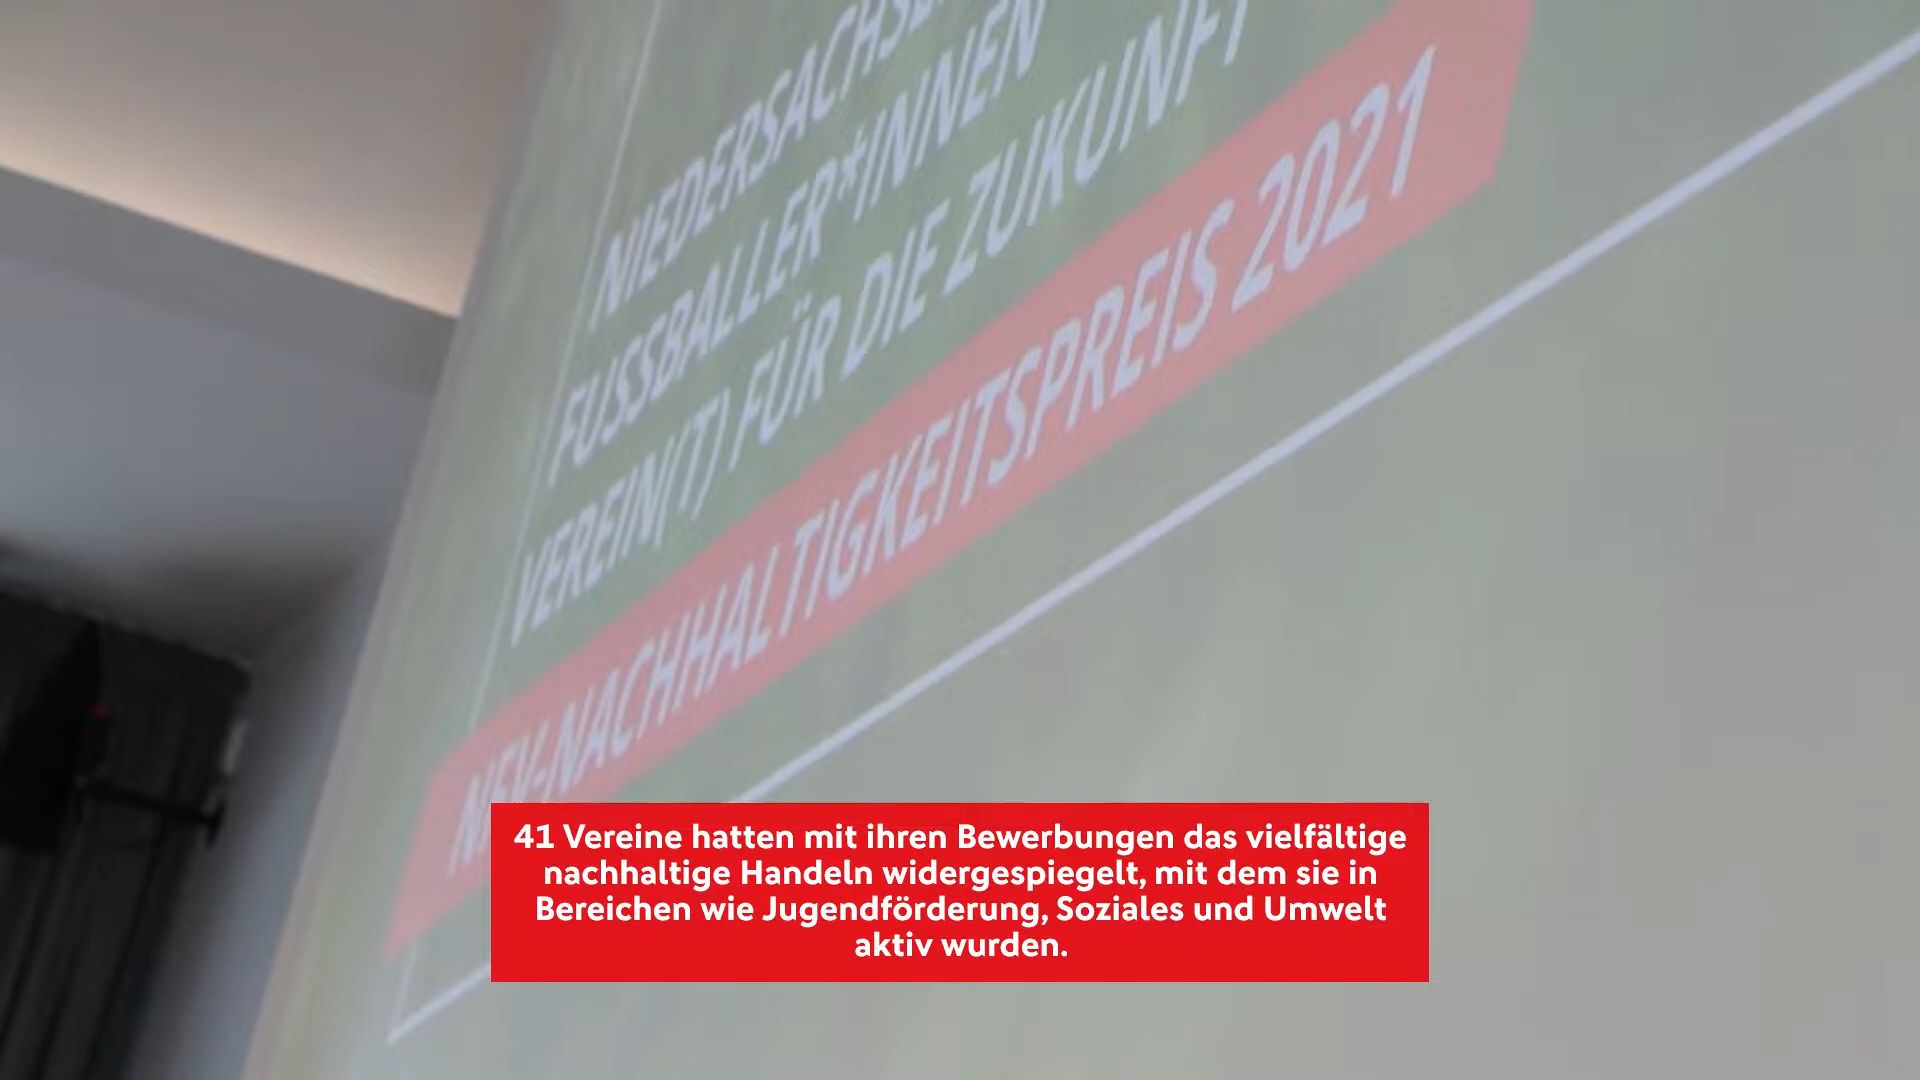 FUSSBALLER*INNEN
VEREIN(T) FÜR DIE ZUKUNFT
NFV-NACHHALTIGKEITSPREIS 2021
41 Vereine hatten mit ihren Bewerbungen das vielfältige
nachhaltige Handeln widergespiegelt, mit dem sie in
Bereichen wie Jugendförderung, Soziales und Umwelt
aktiv wurden.